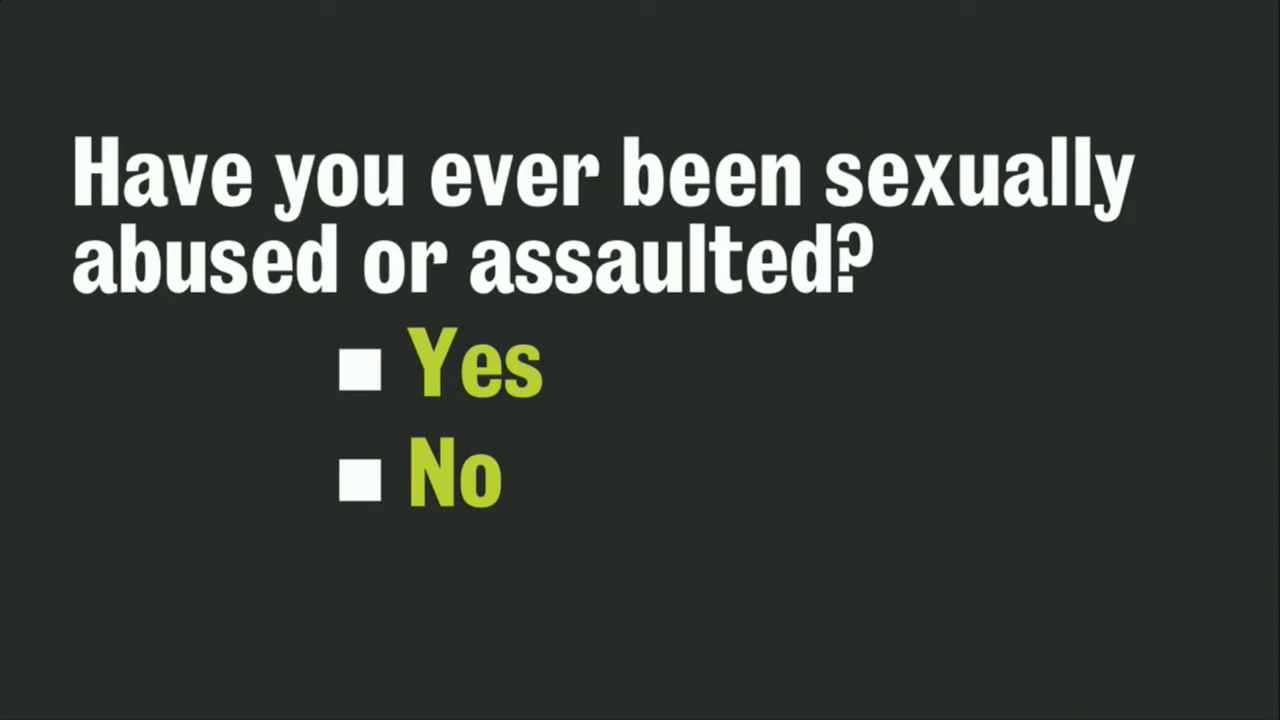 Have you ever been sexually
abused or assaulted?
Yes
No